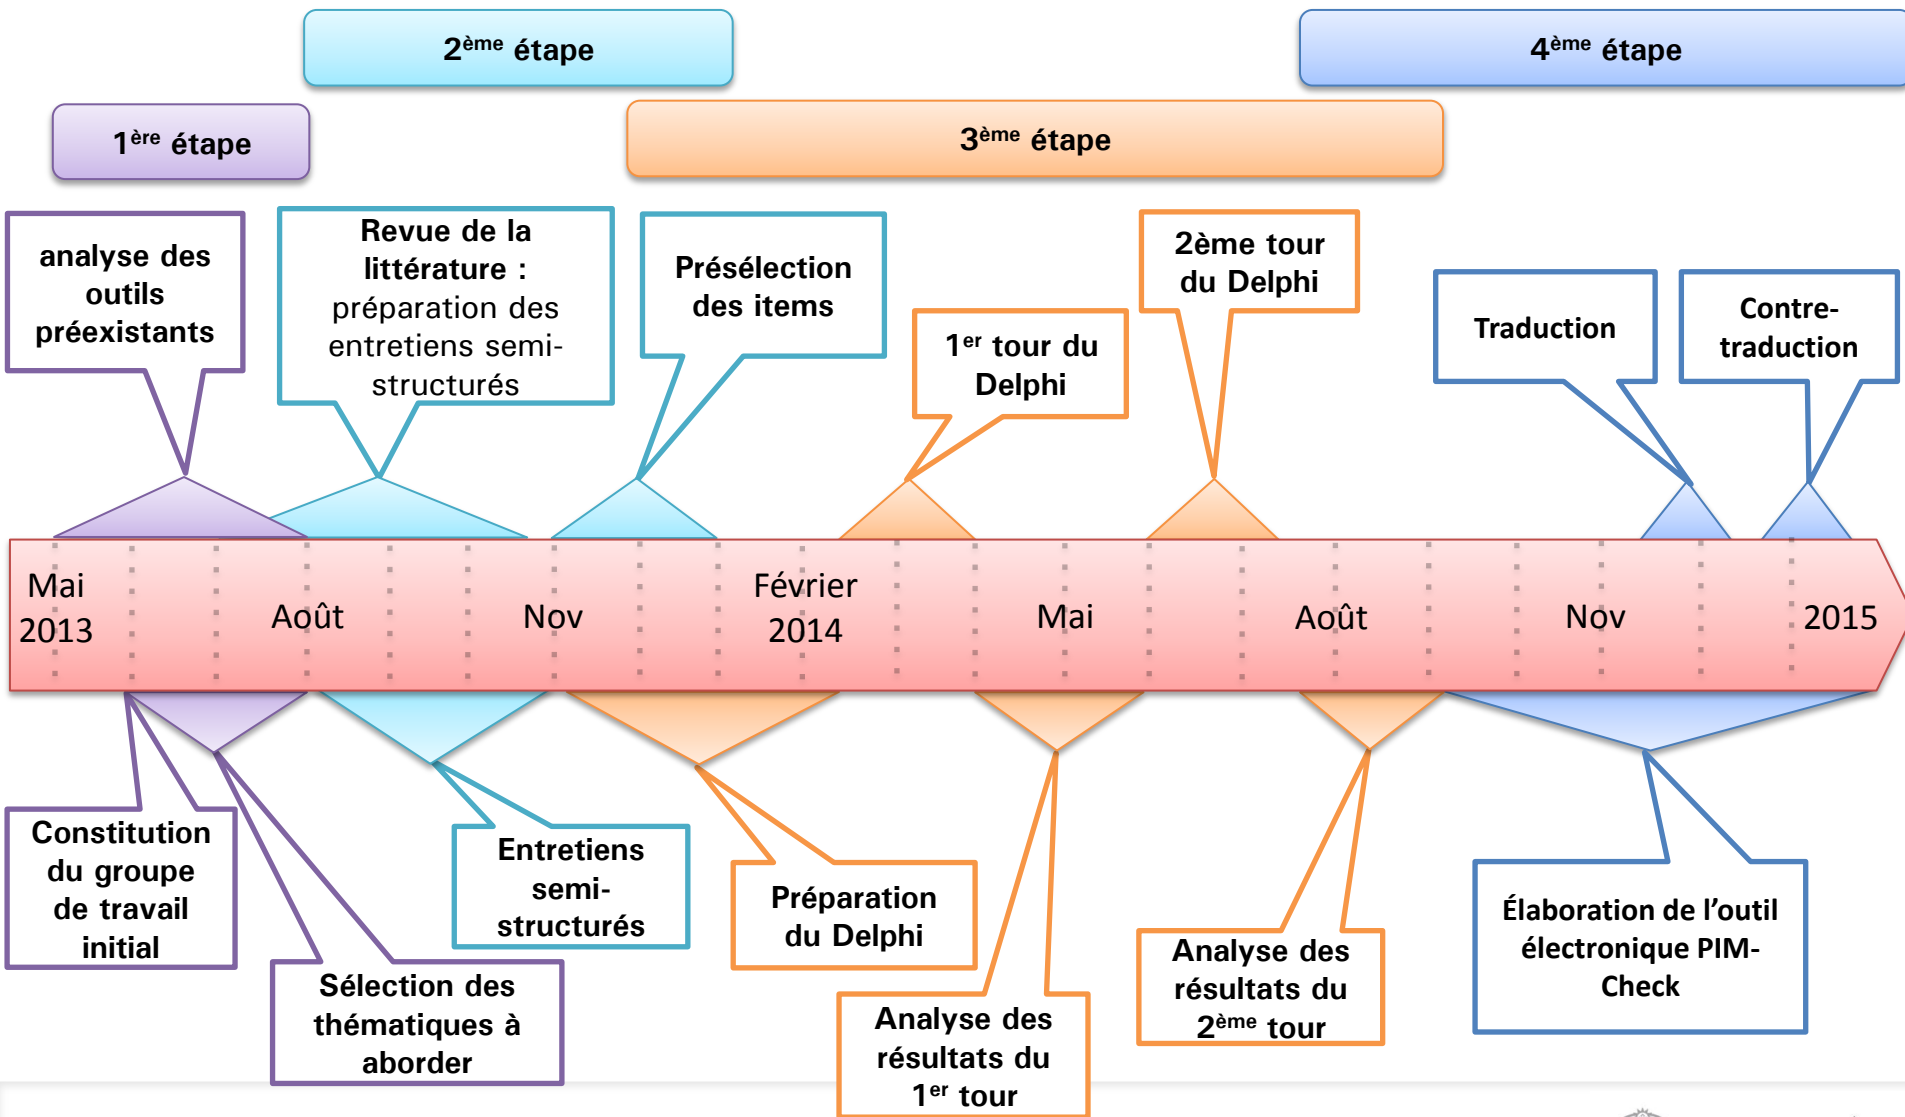 2ème étape
4ème étape
1ère étape
3ème étape
analyse des
outils
préexistants
Revue de la
littérature :
préparation des
entretiens semi-
structurés
Présélection
des items
1er tour du
Delphi
2ème tour
du Delphi
Traduction
Contre-
traduction
Mai
2013
Août
Nov
Février
2014
Mai
Août
Nov
2015
Constitution
du groupe
de travail
initial
Sélection des
thématiques à
aborder
Entretiens
semi-
structurés
Préparation
du Delphi
Analyse des
résultats du
1er tour
Analyse des
résultats du
2ème tour
Élaboration de l’outil
électronique PIM-
Check